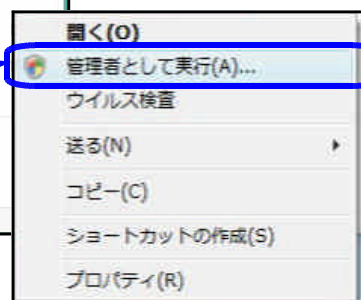 開く(O)
管理者として実行(A)...
ウイルス検査
送る(N)
コピー(C)
ショートカットの作成(S)
プロパティ(R)